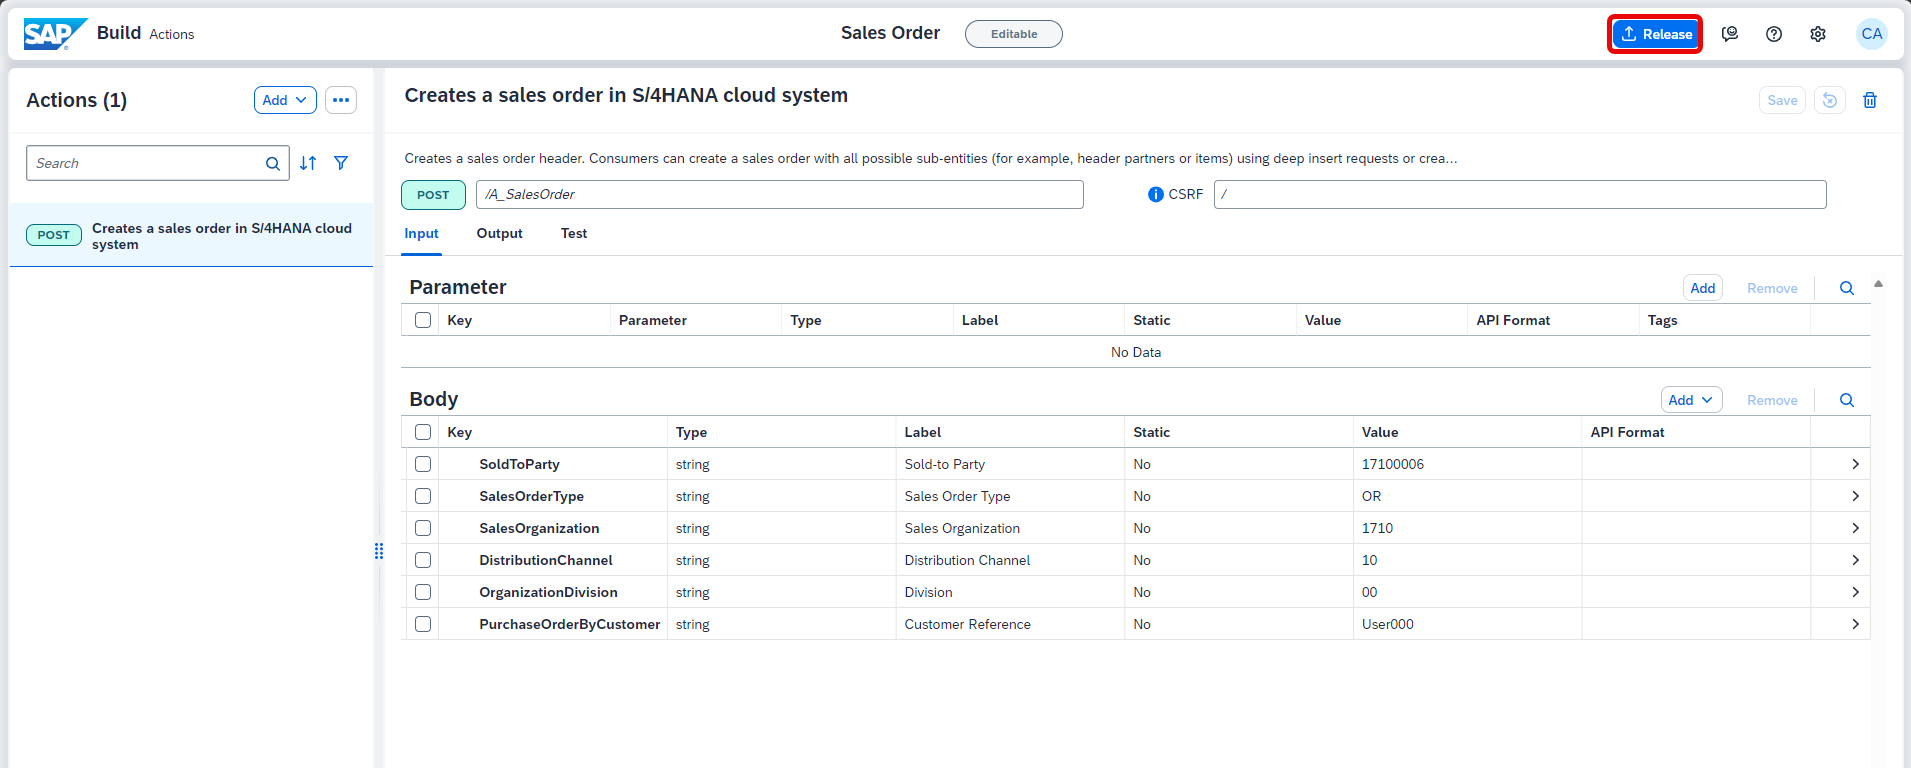 SAP Build Actions Sales Order Editable Release CA
Actions (1) Add
Creates a sales order in S/4HANA cloud system Save
Search
Creates a sales order header. Consumers can create a sales order with all possible sub-entities (for example, header partners or items) using deep insert requests or crea...
POST /A_SalesOrder CSRF /
POST Creates a sales order in S/4HANA cloud
system
Input Output Test
Parameter Add Remove
Key Parameter Type Label Static Value API Format Tags
No Data
Body Add Remove
Key Type Label Static Value API Format
SoldToParty string Sold-to Party No 17100006
SalesOrderType string Sales Order Type No OR
SalesOrganization string Sales Organization No 1710
DistributionChannel string Distribution Channel No 10
OrganizationDivision string Division No 00
PurchaseOrderByCustomer string Customer Reference No User000